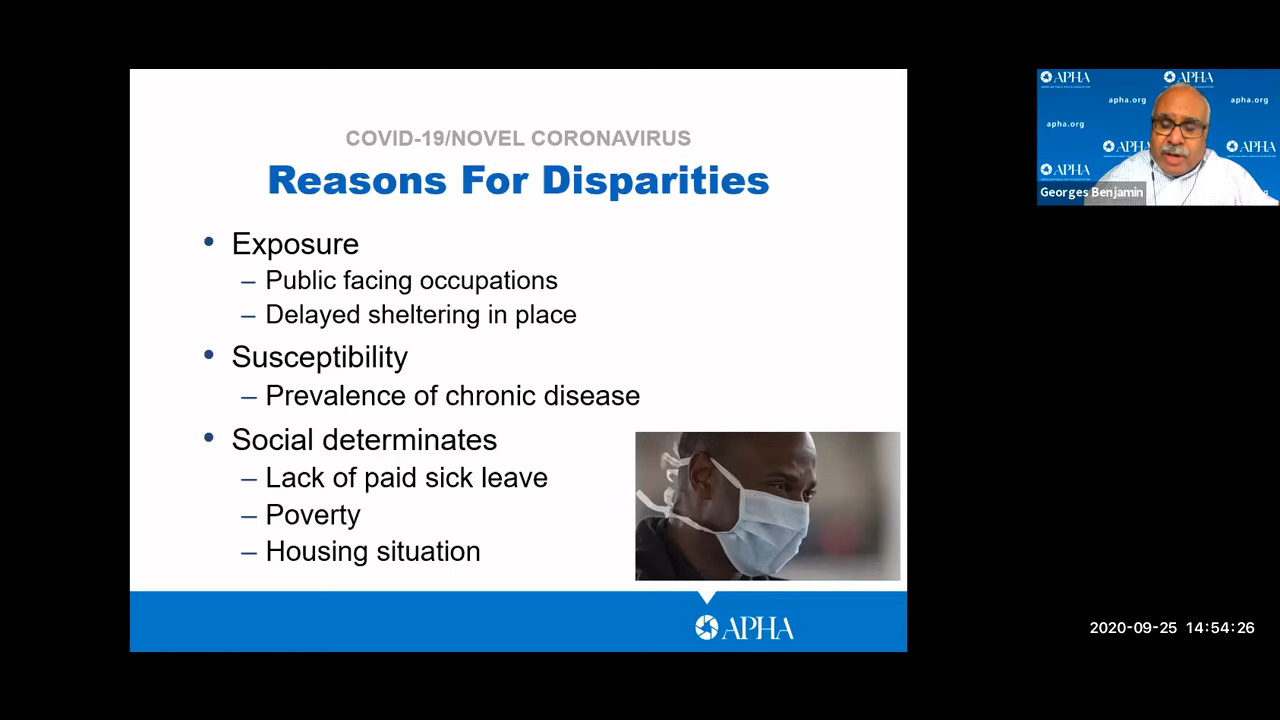 COVID-19/NOVEL CORONAVIRUS
Reasons For Disparities
• Exposure
– Public facing occupations
– Delayed sheltering in place
• Susceptibility
– Prevalence of chronic disease
• Social determinates
– Lack of paid sick leave
– Poverty
– Housing situation
APHA
APHA
APHA
apha.org
apha.org
apha.org
APHA
APHA
APHA
Georges Benjamin
2020-09-25 14:54:26